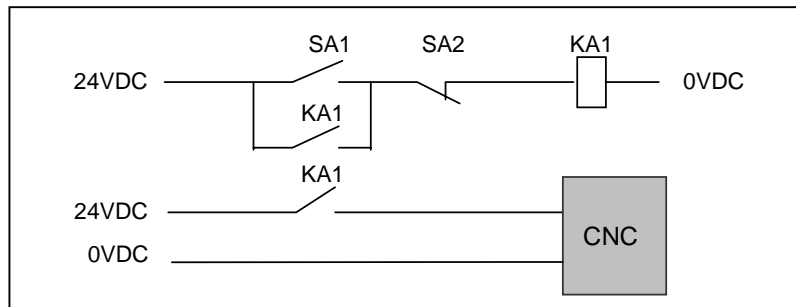 SA1 SA2 KA1
24VDC 0VDC
KA1
KA1
24VDC
CNC
0VDC